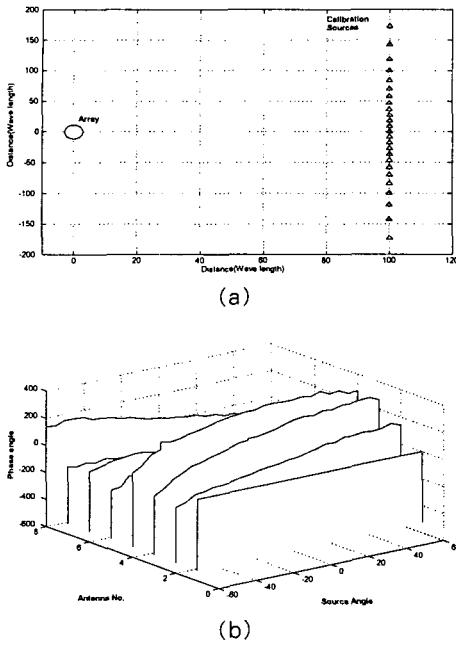 200
150
100
50
0
-50
-100
-150
-200
Distance(Wave length)
Calibration
Sources
Array
0 20 40 60 80 100 120
Distance(Wave length)
(a)
400
200
0
-200
-400
-600
Phase angle
8
6
4
2
0
Antenna No.
-60
-40
-20
0
20
40
60
Source Angle
(b)